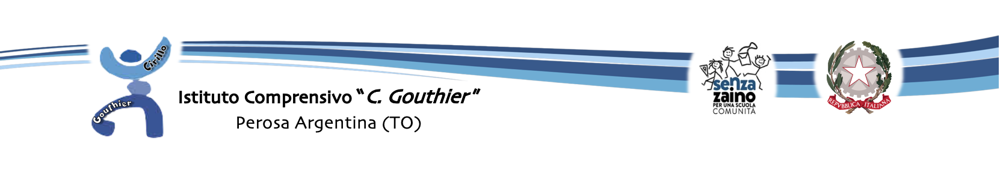 Cirillo
Gouthier
Istituto Comprensivo “C. Gouthier”
Perosa Argentina (TO)
senza
zaino
PER UNA SCUOLA
COMUNITÀ
REPVBBLICA ITALIANA